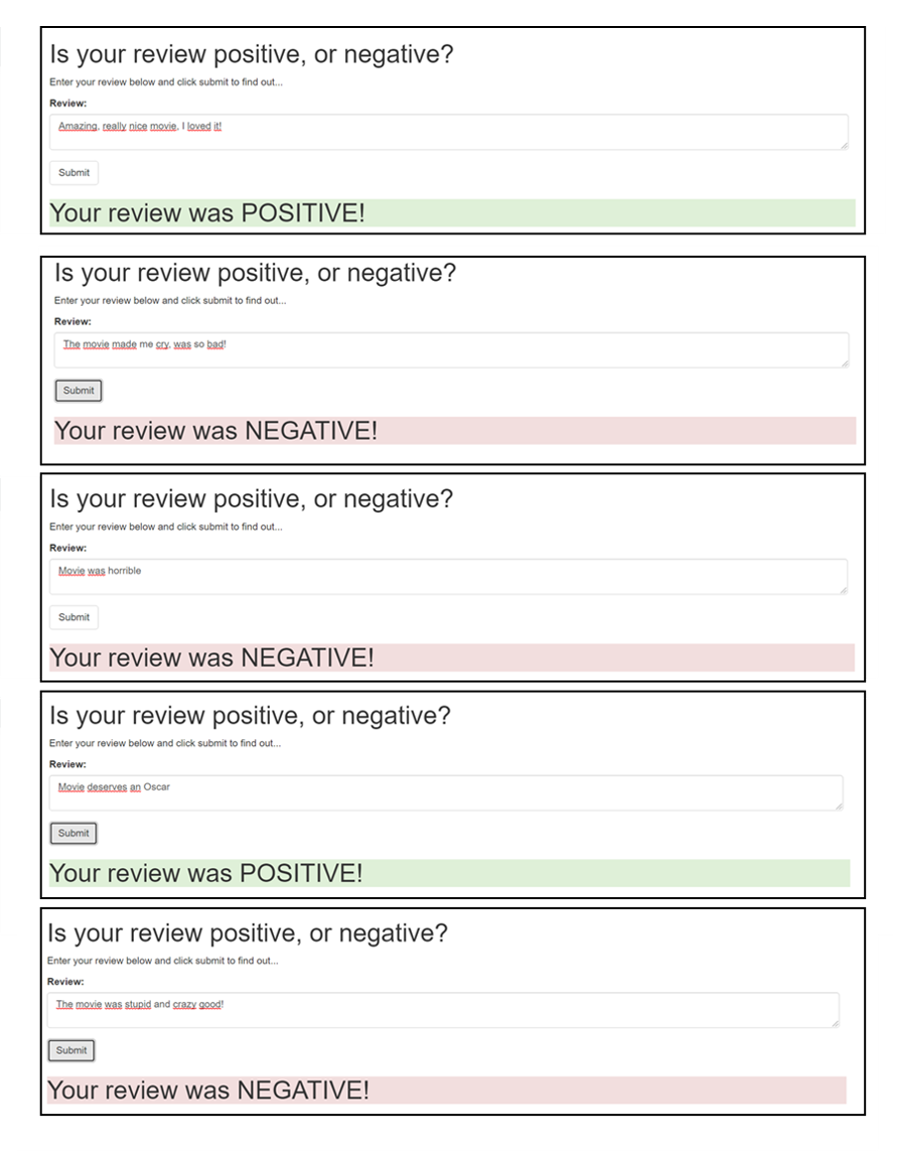 Is your review positive, or negative?
Enter your review below and click submit to find out...
Review:
Amazing, really nice movie, I loved it!
Submit
Your review was POSITIVE!
Is your review positive, or negative?
Enter your review below and click submit to find out...
Review:
The movie made me cry, was so bad!
Submit
Your review was NEGATIVE!
Is your review positive, or negative?
Enter your review below and click submit to find out...
Review:
Movie was horrible
Submit
Your review was NEGATIVE!
Is your review positive, or negative?
Enter your review below and click submit to find out...
Review:
Movie deserves an Oscar
Submit
Your review was POSITIVE!
Is your review positive, or negative?
Enter your review below and click submit to find out...
Review:
The movie was stupid and crazy good!
Submit
Your review was NEGATIVE!